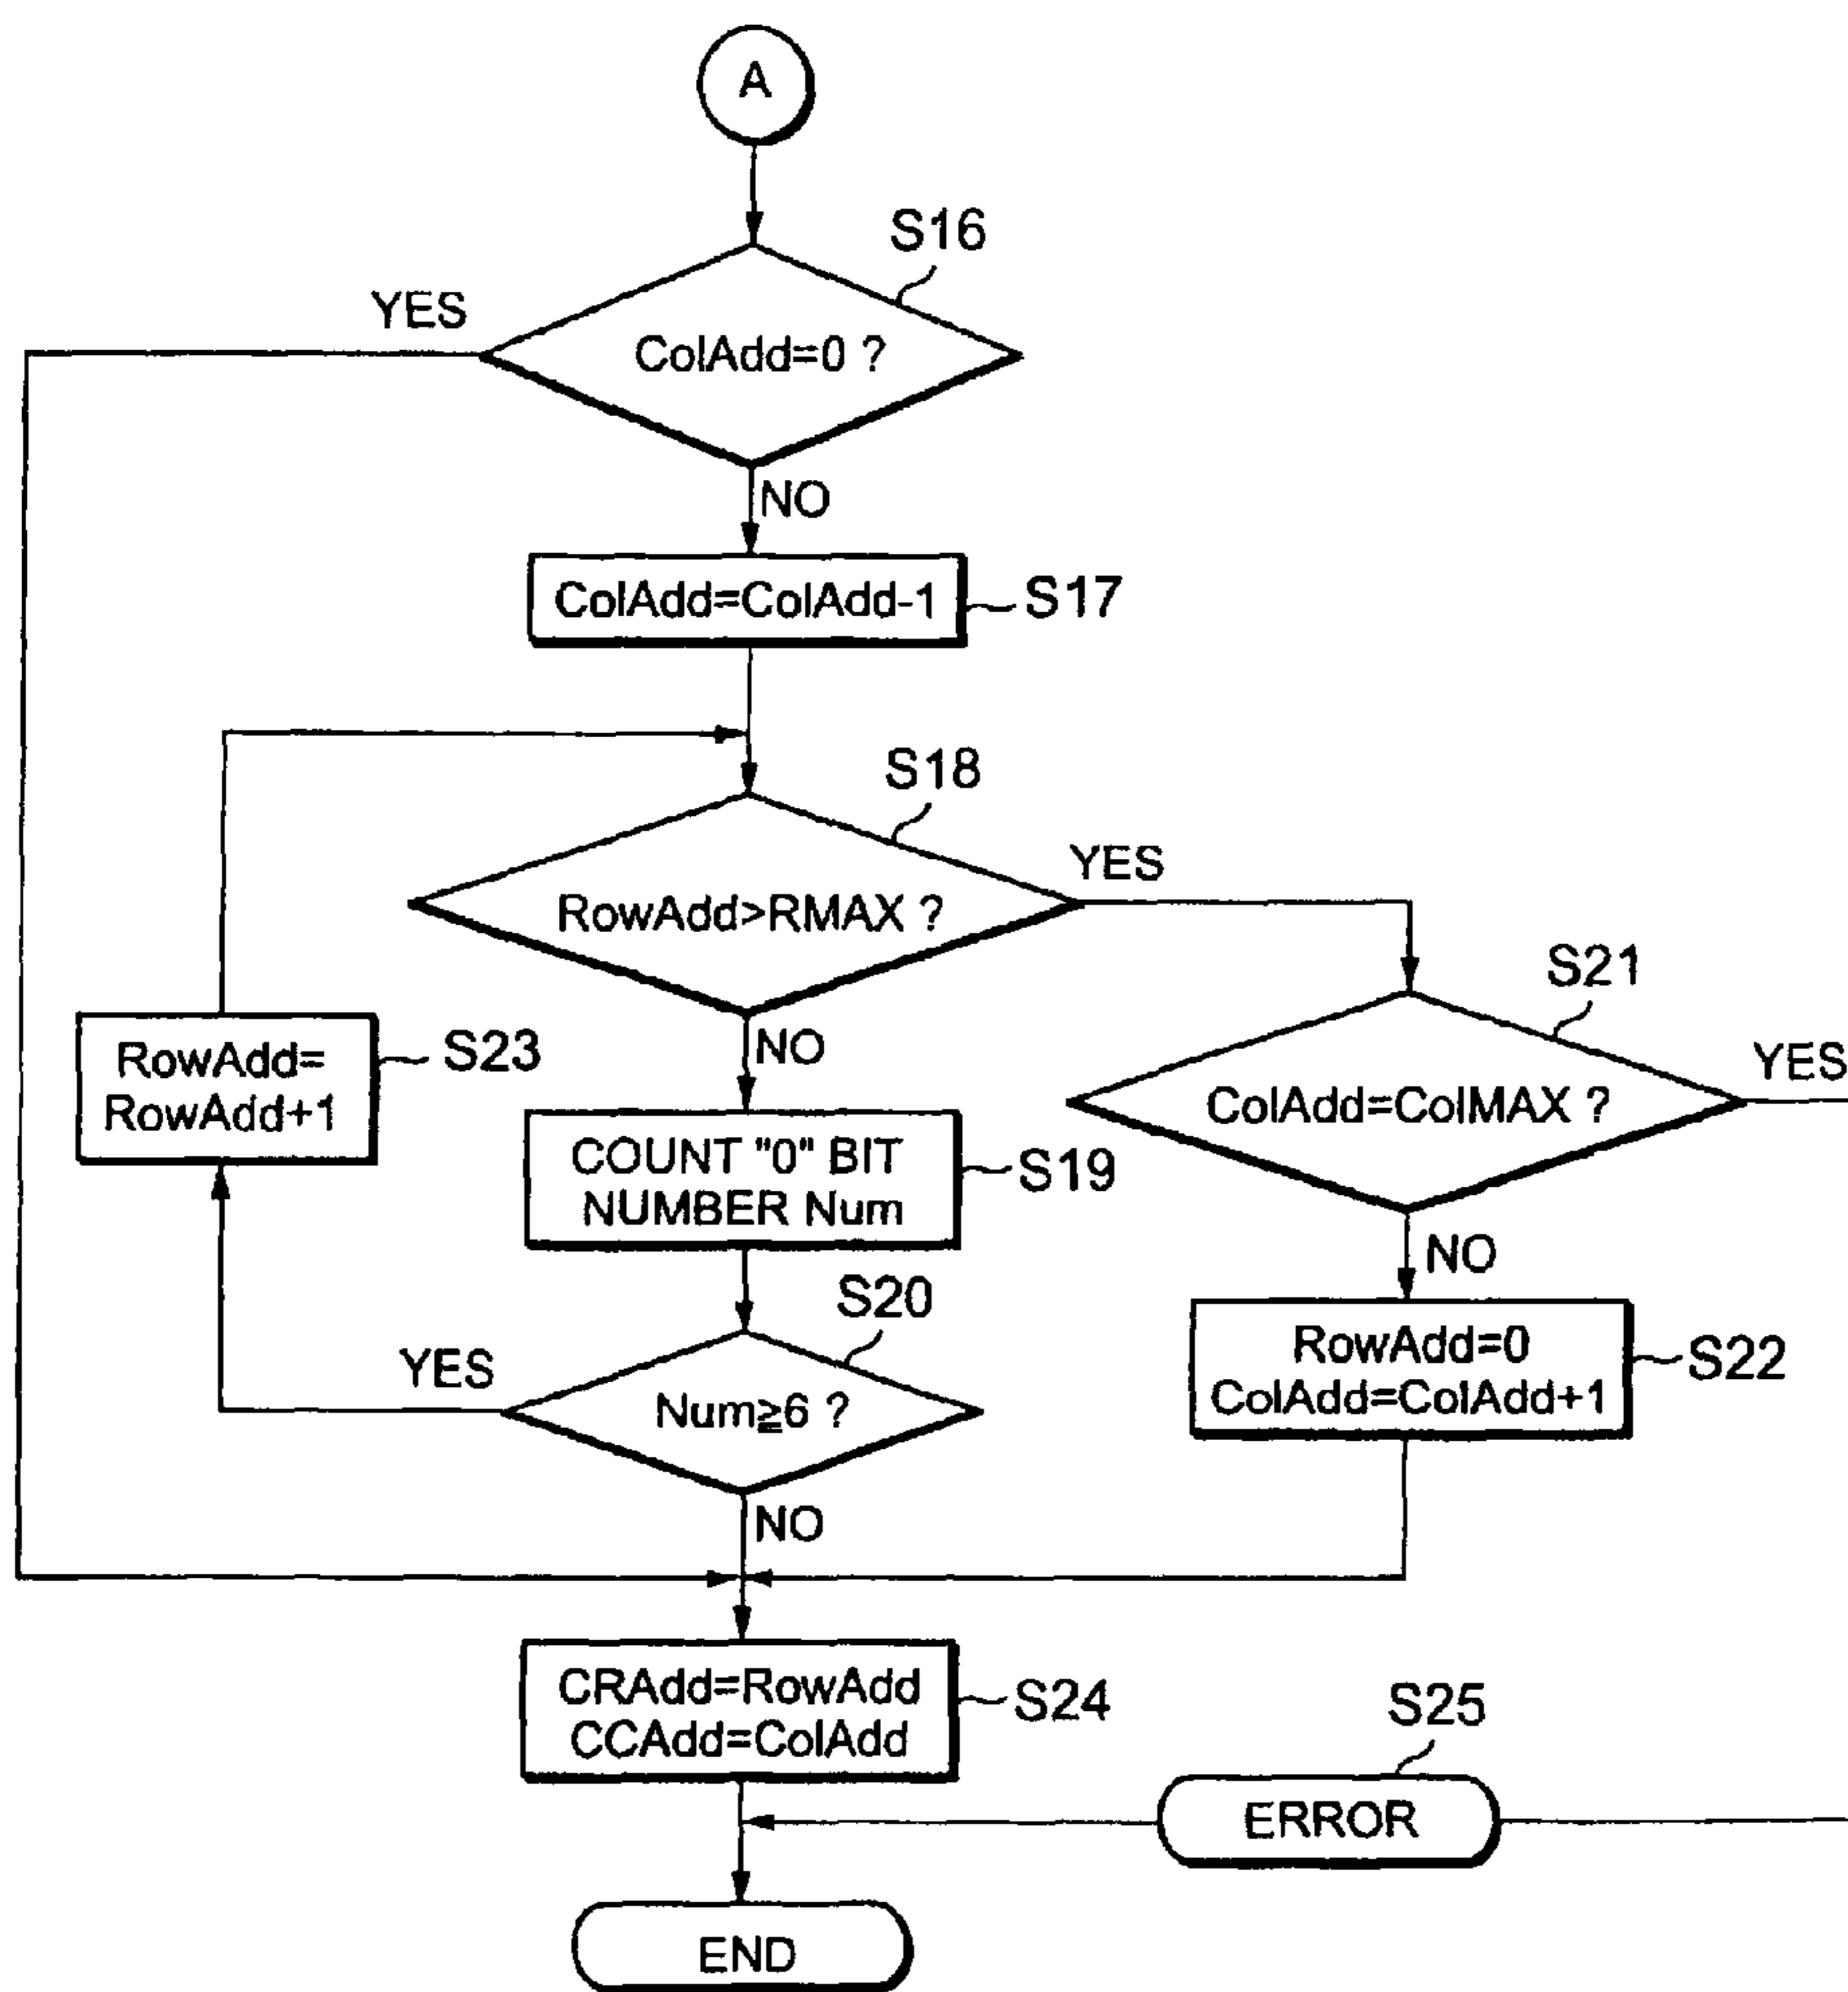 A
S16
YES
ColAdd=0 ?
NO
ColAdd=ColAdd-1
S17
S18
YES
RowAdd>RMAX ?
S21
NO
S23
RowAdd=
RowAdd+1
YES
ColAdd=ColMAX ?
COUNT "0" BIT
NUMBER Num
S19
NO
S20
YES
RowAdd=0
ColAdd=ColAdd+1
S22
Num≧6 ?
NO
CRAdd=RowAdd
CCAdd=ColAdd
S24
S25
ERROR
END